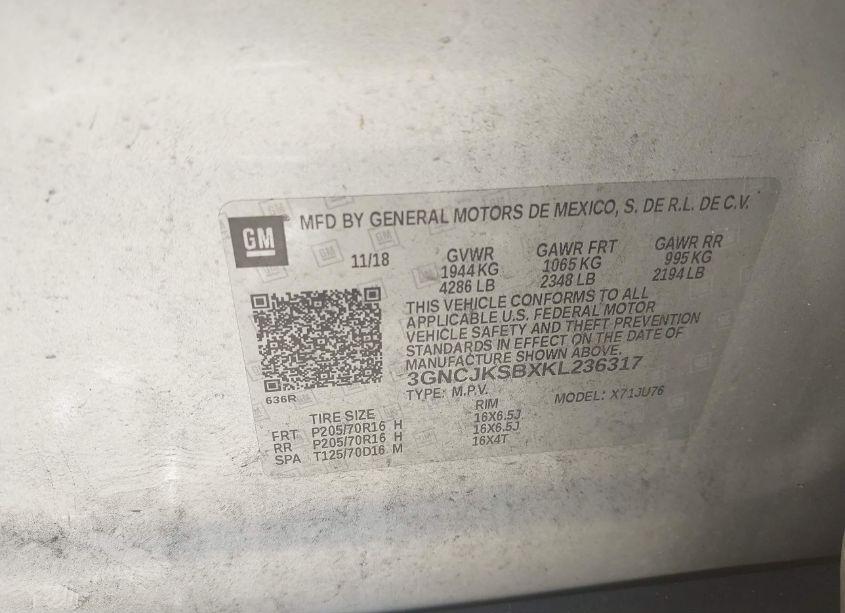 GM
MFD BY GENERAL MOTORS DE MEXICO, S. DE R.L. DE C.V.
11/18 GVWR GAWR FRT GAWR RR
1944 KG 1065 KG 995 KG
4286 LB 2348 LB 2194 LB
THIS VEHICLE CONFORMS TO ALL
APPLICABLE U.S. FEDERAL MOTOR
VEHICLE SAFETY AND THEFT PREVENTION
STANDARDS IN EFFECT ON THE DATE OF
MANUFACTURE SHOWN ABOVE.
3GNCJKSBXKL236317
TYPE: M.P.V. MODEL: X71JU76
636R
TIRE SIZE RIM
FRT P205/70R16 H 16X6.5J
RR P205/70R16 H 16X6.5J
SPA T125/70D16 M 16X4T